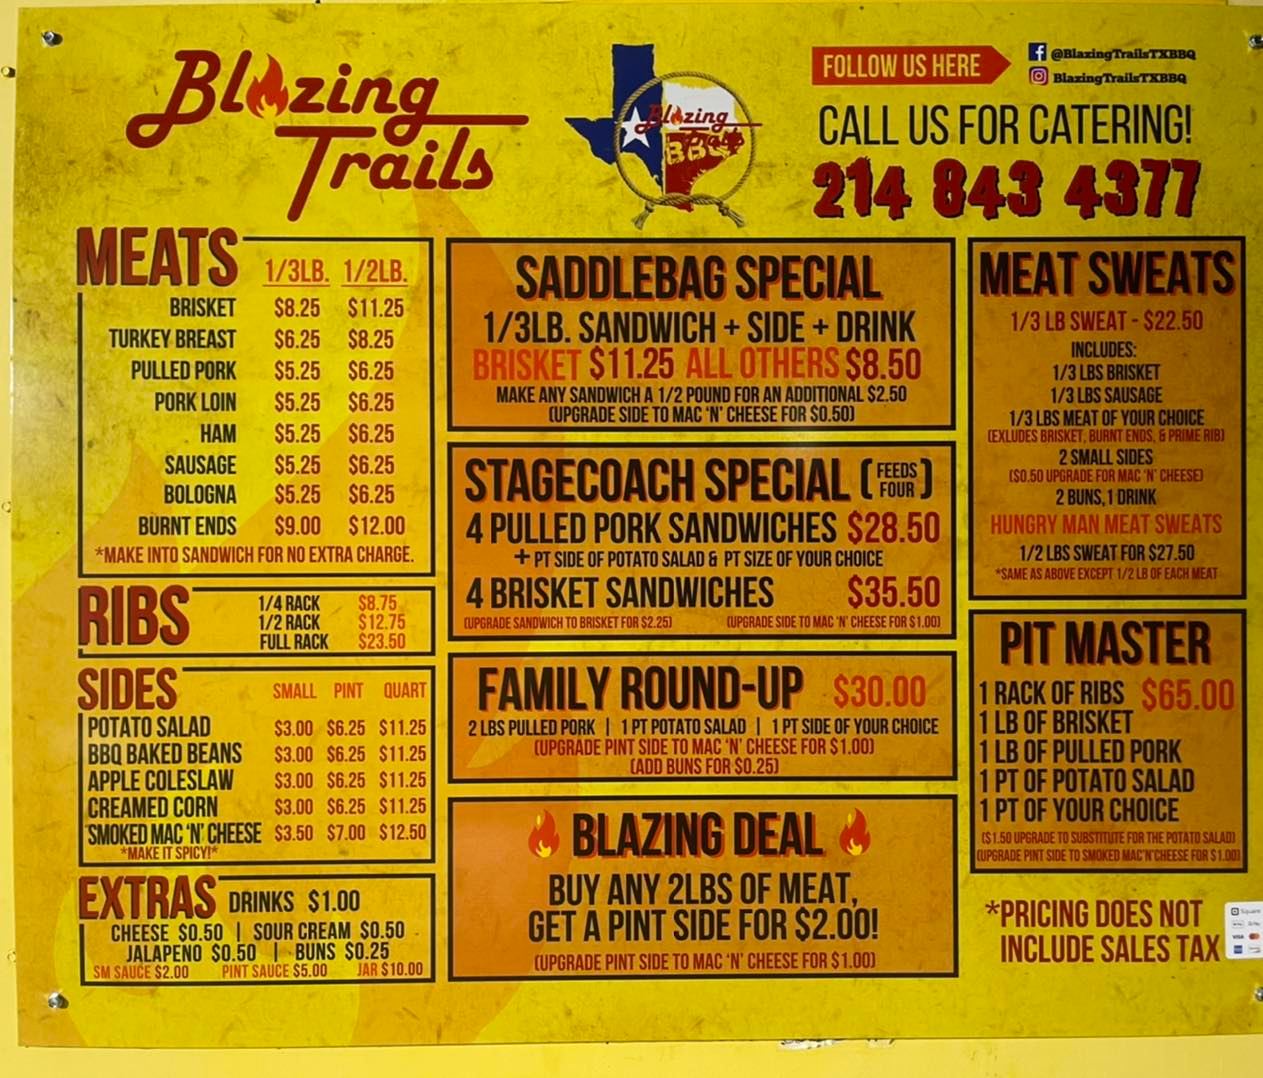 Blazing
Trails
Blazing
Trails
BBQ
FOLLOW US HERE
@BlazingTrailsTXBBQ
BlazingTrailsTXBBQ
CALL US FOR CATERING!
214 843 4377
MEATS 1/3LB. 1/2LB.
BRISKET $8.25 $11.25
TURKEY BREAST $6.25 $8.25
PULLED PORK $5.25 $6.25
PORK LOIN $5.25 $6.25
HAM $5.25 $6.25
SAUSAGE $5.25 $6.25
BOLOGNA $5.25 $6.25
BURNT ENDS $9.00 $12.00
*MAKE INTO SANDWICH FOR NO EXTRA CHARGE.
RIBS
1/4 RACK $8.75
1/2 RACK $12.75
FULL RACK $23.50
SIDES SMALL PINT QUART
POTATO SALAD $3.00 $6.25 $11.25
BBQ BAKED BEANS $3.00 $6.25 $11.25
APPLE COLESLAW $3.00 $6.25 $11.25
CREAMED CORN $3.00 $6.25 $11.25
SMOKED MAC 'N' CHEESE $3.50 $7.00 $12.50
*MAKE IT SPICY!*
EXTRAS DRINKS $1.00
CHEESE $0.50 | SOUR CREAM $0.50
JALAPENO $0.50 | BUNS $0.25
SM SAUCE $2.00 PINT SAUCE $5.00 JAR $10.00
SADDLEBAG SPECIAL
1/3LB. SANDWICH + SIDE + DRINK
BRISKET $11.25 ALL OTHERS $8.50
MAKE ANY SANDWICH A 1/2 POUND FOR AN ADDITIONAL $2.50
(UPGRADE SIDE TO MAC 'N' CHEESE FOR $0.50)
STAGECOACH SPECIAL (FEEDS FOUR)
4 PULLED PORK SANDWICHES $28.50
+ PT SIDE OF POTATO SALAD & PT SIZE OF YOUR CHOICE
4 BRISKET SANDWICHES $35.50
(UPGRADE SANDWICH TO BRISKET FOR $2.25) (UPGRADE SIDE TO MAC 'N' CHEESE FOR $1.00)
FAMILY ROUND-UP $30.00
2 LBS PULLED PORK | 1 PT POTATO SALAD | 1 PT SIDE OF YOUR CHOICE
(UPGRADE PINT SIDE TO MAC 'N' CHEESE FOR $1.00)
(ADD BUNS FOR $0.25)
BLAZING DEAL
BUY ANY 2LBS OF MEAT,
GET A PINT SIDE FOR $2.00!
(UPGRADE PINT SIDE TO MAC 'N' CHEESE FOR $1.00)
MEAT SWEATS
1/3 LB SWEAT - $22.50
INCLUDES:
1/3 LBS BRISKET
1/3 LBS SAUSAGE
1/3 LBS MEAT OF YOUR CHOICE
(EXLUDES BRISKET, BURNT ENDS, & PRIME RIB)
2 SMALL SIDES
($0.50 UPGRADE FOR MAC 'N' CHEESE)
2 BUNS, 1 DRINK
HUNGRY MAN MEAT SWEATS
1/2 LBS SWEAT FOR $27.50
*SAME AS ABOVE EXCEPT 1/2 LB OF EACH MEAT
PIT MASTER
1 RACK OF RIBS $65.00
1 LB OF BRISKET
1 LB OF PULLED PORK
1 PT OF POTATO SALAD
1 PT OF YOUR CHOICE
($1.50 UPGRADE TO SUBSTITUTE FOR THE POTATO SALAD)
(UPGRADE PINT SIDE TO SMOKED MAC'N'CHEESE FOR $1.00)
*PRICING DOES NOT
INCLUDE SALES TAX
Square
VISA